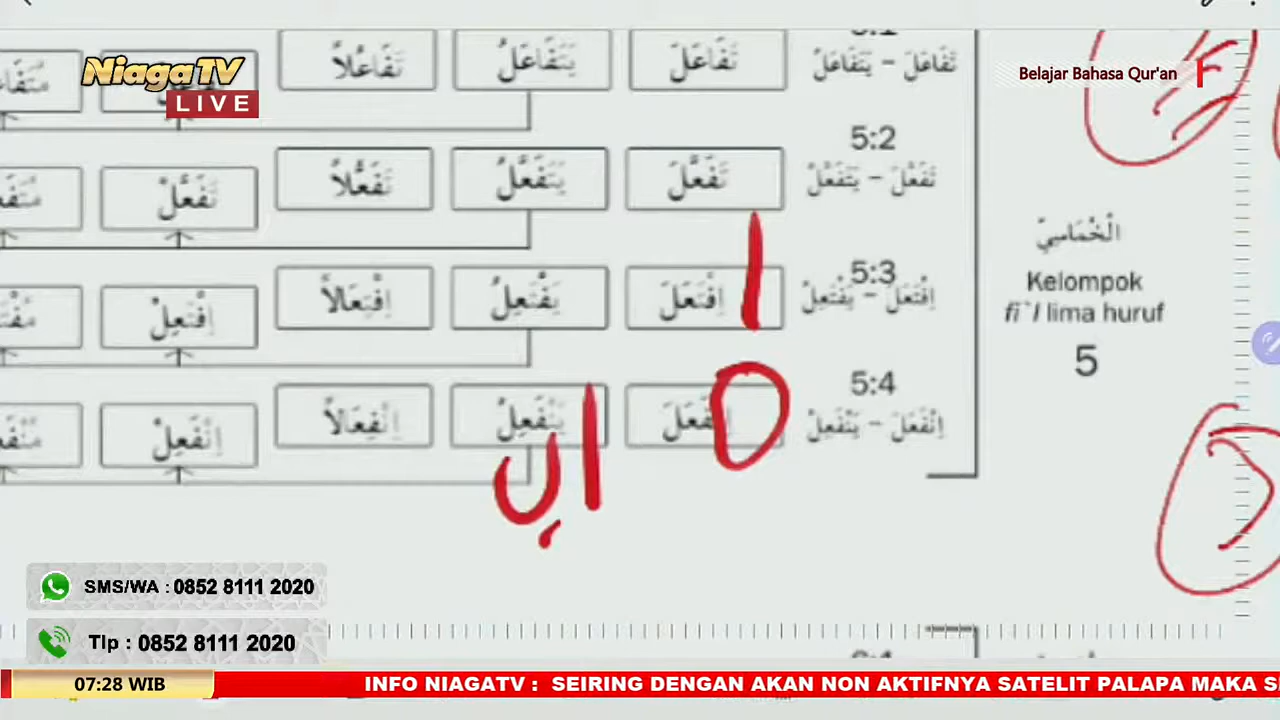 NiagaTV
LIVE
Belajar Bahasa Qur'an
تَفَاعَلَ – يَتَفَاعَلُ
تَفَاعَلَ
يَتَفَاعَلُ
تَفَاعُلاً
5:2
تَفَعَّلَ – يَتَفَعَّلُ
تَفَعَّلَ
يَتَفَعَّلُ
تَفَعُّلاً
تَفَعَّلْ
5:3
اِفْتَعَلَ – يَفْتَعِلُ
اِفْتَعَلَ
يَفْتَعِلُ
اِفْتِعَالاً
اِفْتَعِلْ
5:4
اِنْفَعَلَ – يَنْفَعِلُ
يَنْفَعِلُ
اِنْفِعَالاً
اِنْفَعِلْ
الْخُمَاسِيّ
Kelompok
fi`l lima huruf
5
SMS/WA : 0852 8111 2020
Tlp : 0852 8111 2020
07:28 WIB
INFO NIAGATV : SEIRING DENGAN AKAN NON AKTIFNYA SATELIT PALAPA MAKA